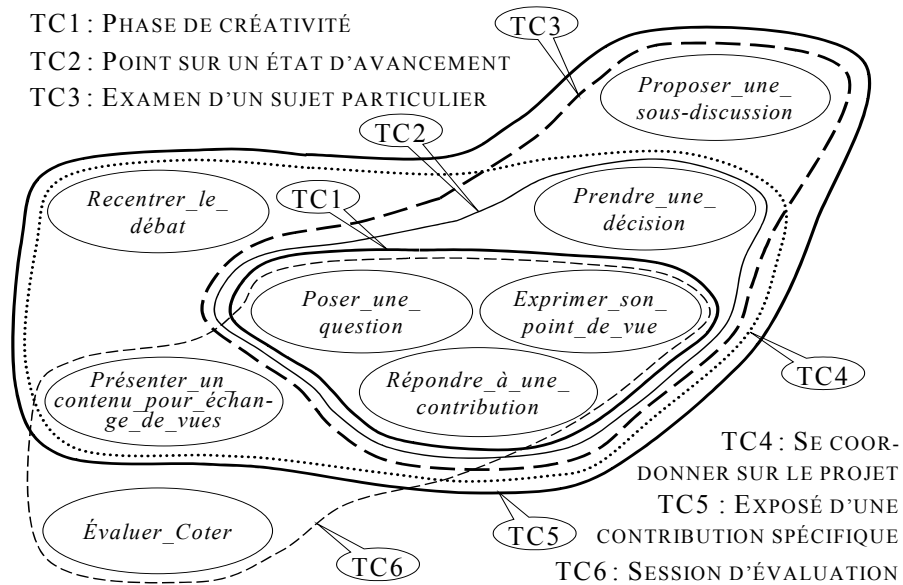 TC1 : PHASE DE CRÉATIVITÉ
TC2 : POINT SUR UN ÉTAT D'AVANCEMENT
TC3 : EXAMEN D'UN SUJET PARTICULIER
TC3
Proposer_une_
sous-discussion
TC2
TC1
Recentrer_le_
débat
Prendre_une_
décision
Poser_une_
question
Exprimer_son_
point_de_vue
Présenter_un_
contenu_pour_échan-
ge_de_vues
Répondre_à_une_
contribution
TC4
TC4 : SE COOR-
DONNER SUR LE PROJET
TC5 : EXPOSÉ D'UNE
CONTRIBUTION SPÉCIFIQUE
TC6 : SESSION D'ÉVALUATION
Évaluer_Coter
TC5
TC6